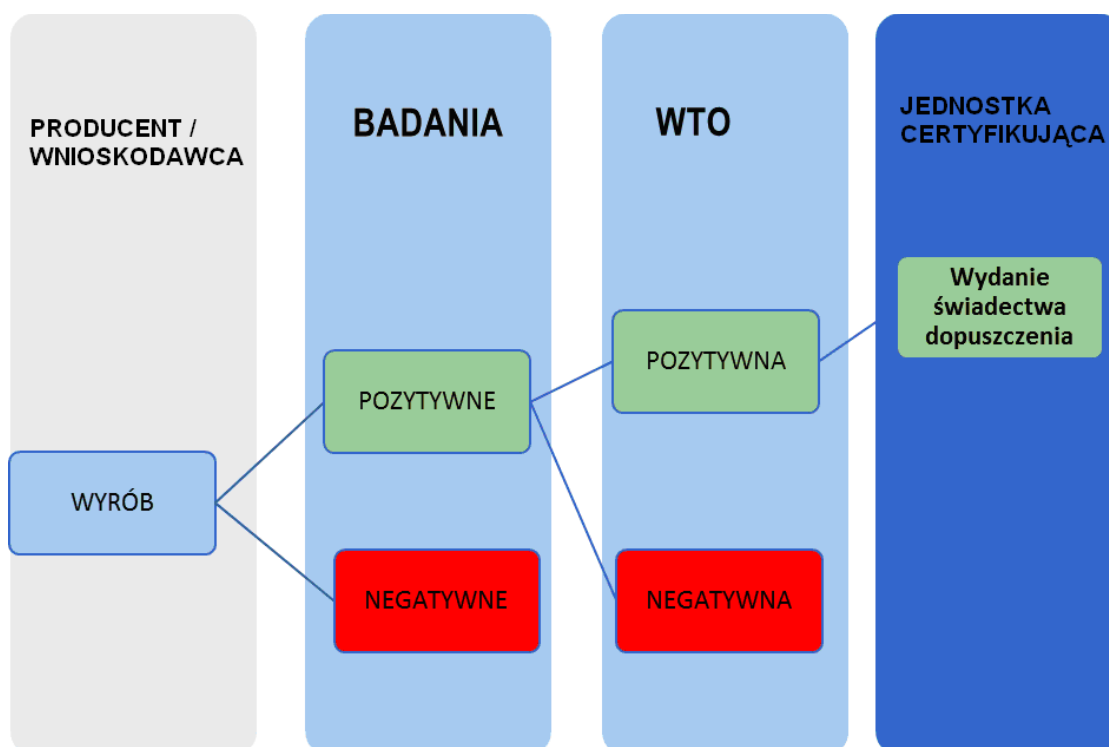 PRODUCENT /
WNIOSKODAWCA
BADANIA
WTO
JEDNOSTKA
CERTYFIKUJĄCA
Wydanie
świadectwa
dopuszczenia
POZYTYWNA
POZYTYWNE
WYRÓB
NEGATYWNE
NEGATYWNA